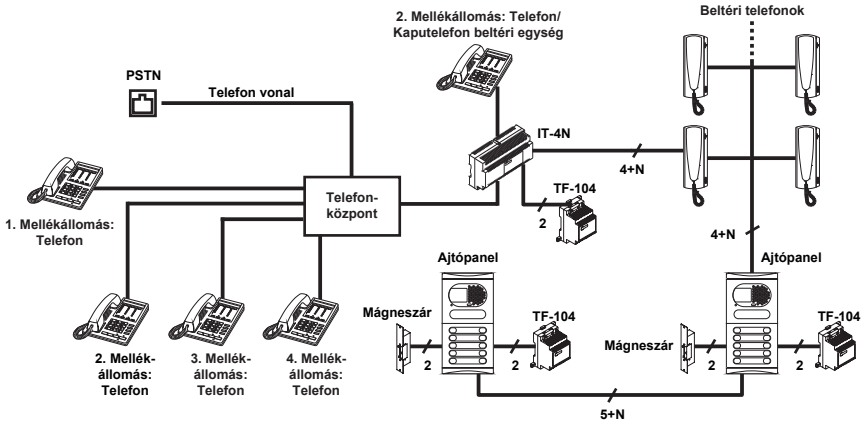 2. Mellékállomás: Telefon/
Kaputelefon beltéri egység
Beltéri telefonok
PSTN
Telefon vonal
IT-4N
4+N
TF-104
2
1. Mellékállomás:
Telefon
Telefon-
központ
4+N
Ajtópanel
Ajtópanel
Mágneszár
TF-104
2
2
Mágneszár
TF-104
2
2
2. Mellék-
állomás:
Telefon
3. Mellék-
állomás:
Telefon
4. Mellék-
állomás:
Telefon
5+N